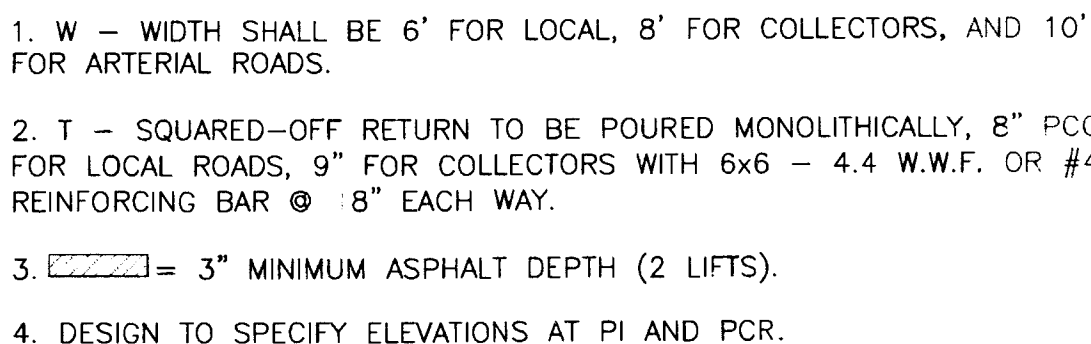 1. W – WIDTH SHALL BE 6' FOR LOCAL, 8' FOR COLLECTORS, AND 10'
FOR ARTERIAL ROADS.
2. T – SQUARED–OFF RETURN TO BE POURED MONOLITHICALLY, 8" PCC
FOR LOCAL ROADS, 9" FOR COLLECTORS WITH 6x6 – 4.4 W.W.F. OR #4
REINFORCING BAR @ 8" EACH WAY.
3. = 3" MINIMUM ASPHALT DEPTH (2 LIFTS).
4. DESIGN TO SPECIFY ELEVATIONS AT PI AND PCR.